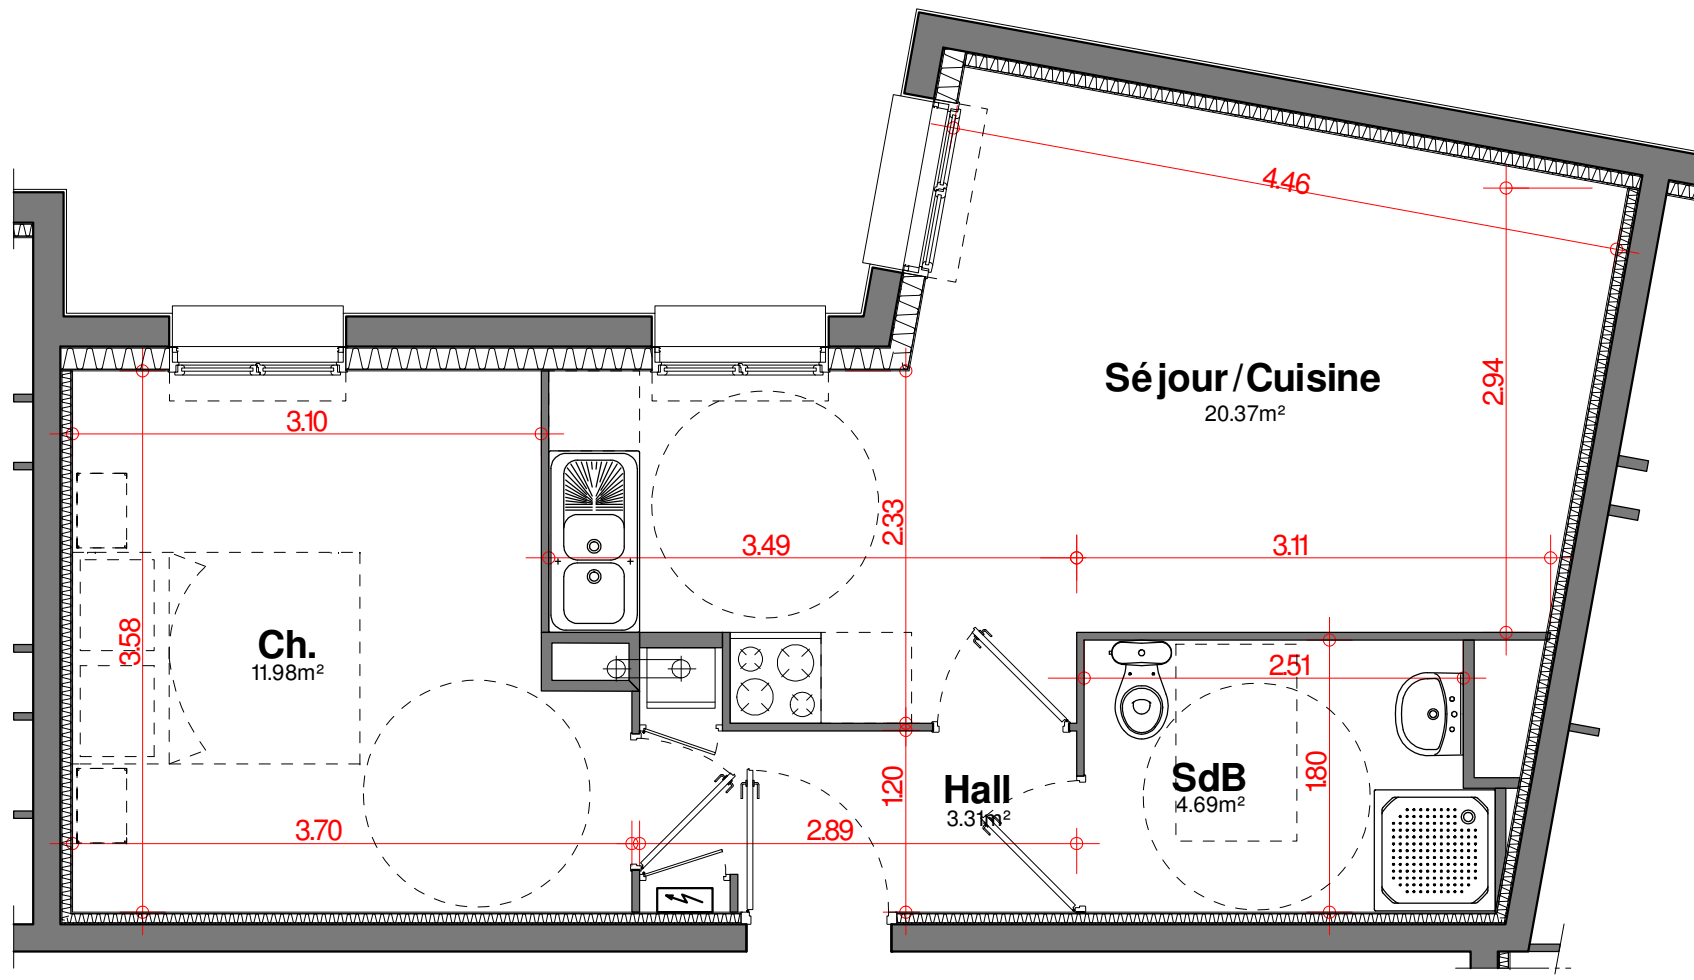 4.46
Séjour/Cuisine
20.37m²
2.94
3.10
2.33
3.49
3.11
3.58
Ch.
11.98m²
2.51
1.80
SdB
4.69m²
Hall
3.31m²
1.20
3.70
2.89